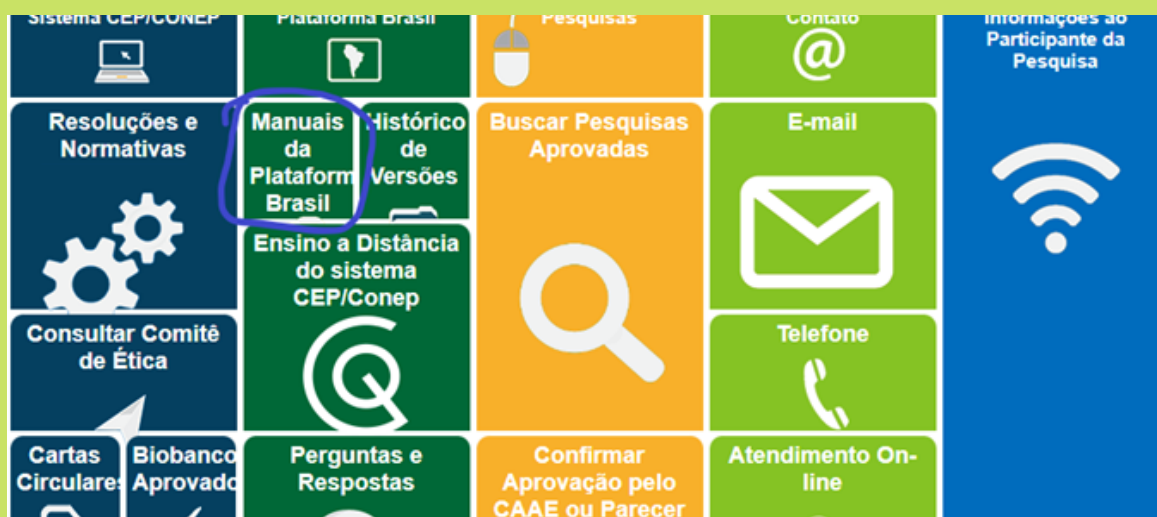 Sistema CEP/CONEP
Plataforma Brasil
Pesquisas
Contato
Informações ao
Participante da
Pesquisa
@
Resoluções e
Normativas
Manuais
da
Plataform
Brasil
Histórico
de
Versões
Buscar Pesquisas
Aprovadas
E-mail
Ensino a Distância
do sistema
CEP/Conep
Consultar Comitê
de Ética
Telefone
Cartas
Circulares
Biobanco
Aprovado
Perguntas e
Respostas
Confirmar
Aprovação pelo
CAAE ou Parecer
Atendimento On-
line